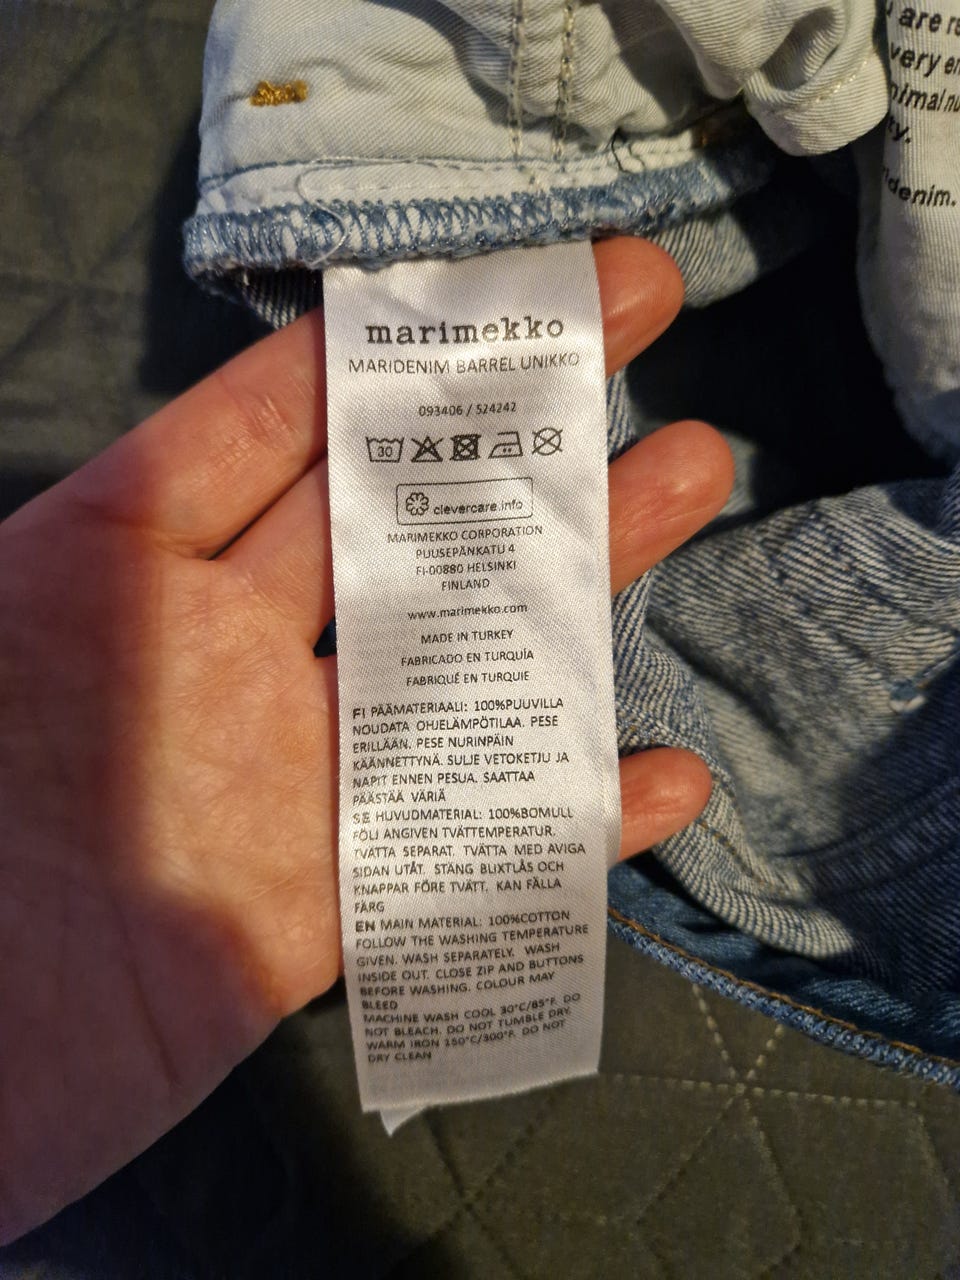 are
very
denim.
marimekko
MARIDENIM BARREL UNIKKO
093406 / 524242
30
clevercare.info
MARIMEKKO CORPORATION
PUUSEPÄNKATU 4
FI-00880 HELSINKI
FINLAND
www.marimekko.com
MADE IN TURKEY
FABRICADO EN TURQUÍA
FABRIQUÉ EN TURQUIE
FI PÄÄMATERIAALI: 100%PUUVILLA
NOUDATA OHJELÄMPÖTILAA. PESE
ERILLÄÄN. PESE NURINPÄIN
KÄÄNNETTYNÄ. SULJE VETOKETJU JA
NAPIT ENNEN PESUA. SAATTAA
PÄÄSTÄÄ VÄRIÄ
SE HUVUDMATERIAL: 100%BOMULL
FÖLJ ANGIVEN TVÄTTEMPERATUR.
TVÄTTA SEPARAT. TVÄTTA MED AVIGA
SIDAN UTÅT. STÄNG BLIXTLÅS OCH
KNAPPAR FÖRE TVÄTT. KAN FÄLLA
FÄRG
EN MAIN MATERIAL: 100%COTTON
FOLLOW THE WASHING TEMPERATURE
GIVEN. WASH SEPARATELY. WASH
INSIDE OUT. CLOSE ZIP AND BUTTONS
BEFORE WASHING. COLOUR MAY
BLEED
MACHINE WASH COOL 30°C/85°F. DO
NOT BLEACH. DO NOT TUMBLE DRY.
WARM IRON 150°C/300°F. DO NOT
DRY CLEAN